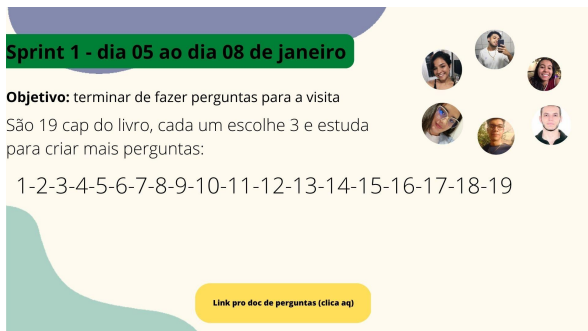 Sprint 1 - dia 05 ao dia 08 de janeiro
Objetivo: terminar de fazer perguntas para a visita
São 19 cap do livro, cada um escolhe 3 e estuda
para criar mais perguntas:
1-2-3-4-5-6-7-8-9-10-11-12-13-14-15-16-17-18-19
Link pro doc de perguntas (clica aq)